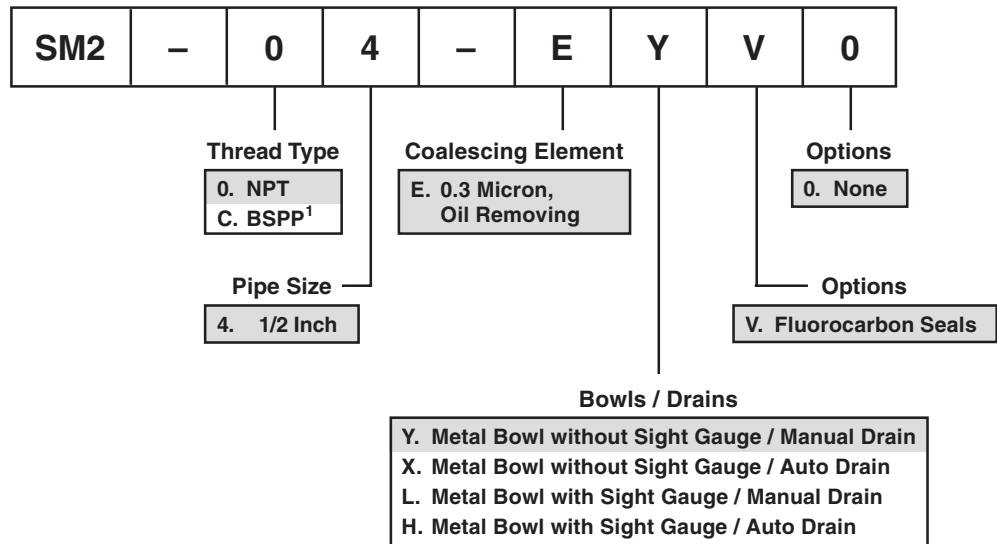 SM2 – 0 4 – E Y V 0
Thread Type
0. NPT
C. BSPP1
Coalescing Element
E. 0.3 Micron,
Oil Removing
Options
0. None
Pipe Size
4. 1/2 Inch
Options
V. Fluorocarbon Seals
Bowls / Drains
Y. Metal Bowl without Sight Gauge / Manual Drain
X. Metal Bowl without Sight Gauge / Auto Drain
L. Metal Bowl with Sight Gauge / Manual Drain
H. Metal Bowl with Sight Gauge / Auto Drain